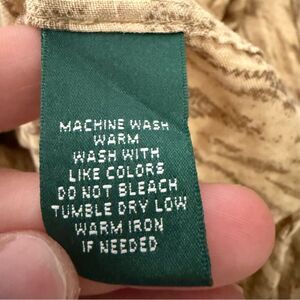 MACHINE WASH
WARM
WASH WITH
LIKE COLORS
DO NOT BLEACH
TUMBLE DRY LOW
WARM IRON
IF NEEDED